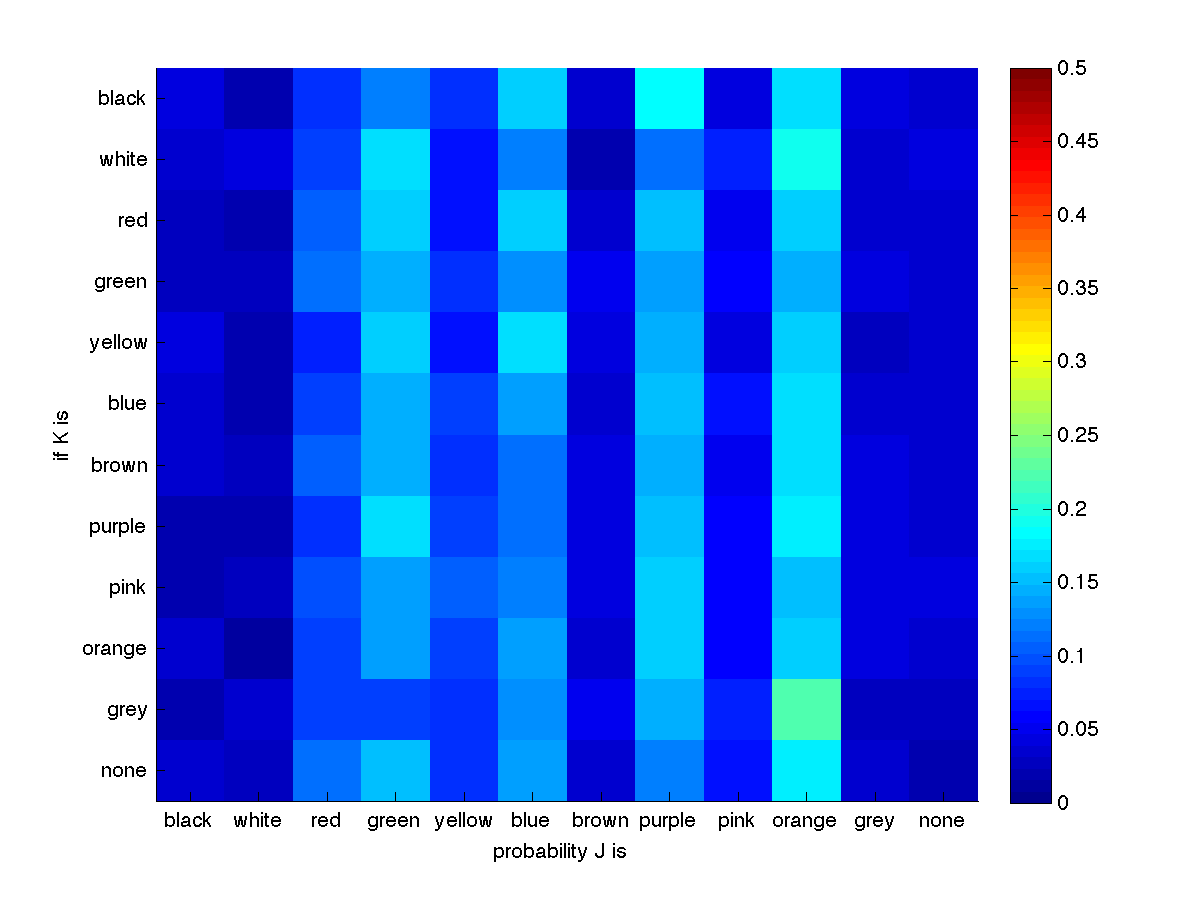 black
white
red
green
yellow
blue
brown
purple
pink
orange
grey
none
if K is
black white red green yellow blue brown purple pink orange grey none
probability J is
0.5
0.45
0.4
0.35
0.3
0.25
0.2
0.15
0.1
0.05
0